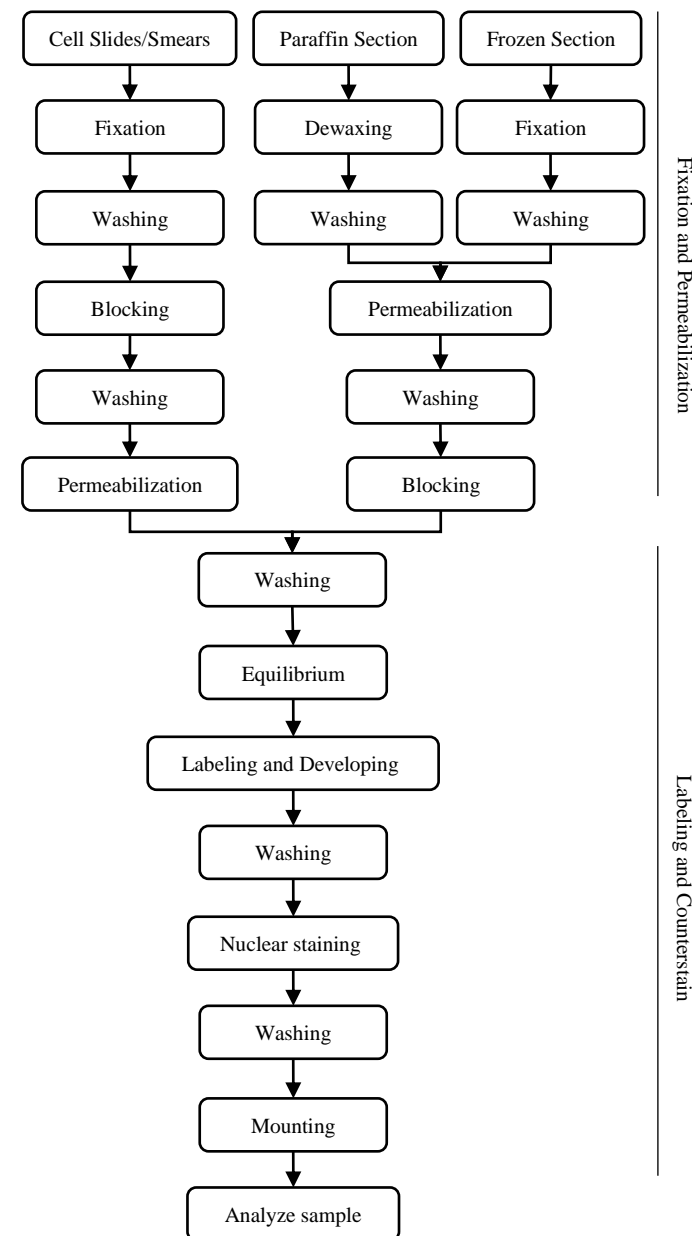 Cell Slides/Smears
Paraffin Section
Frozen Section
Fixation
Dewaxing
Fixation
Washing
Washing
Washing
Blocking
Permeabilization
Washing
Washing
Permeabilization
Blocking
Fixation and Permeabilization
Washing
Equilibrium
Labeling and Developing
Washing
Nuclear staining
Washing
Mounting
Analyze sample
Labeling and Counterstain